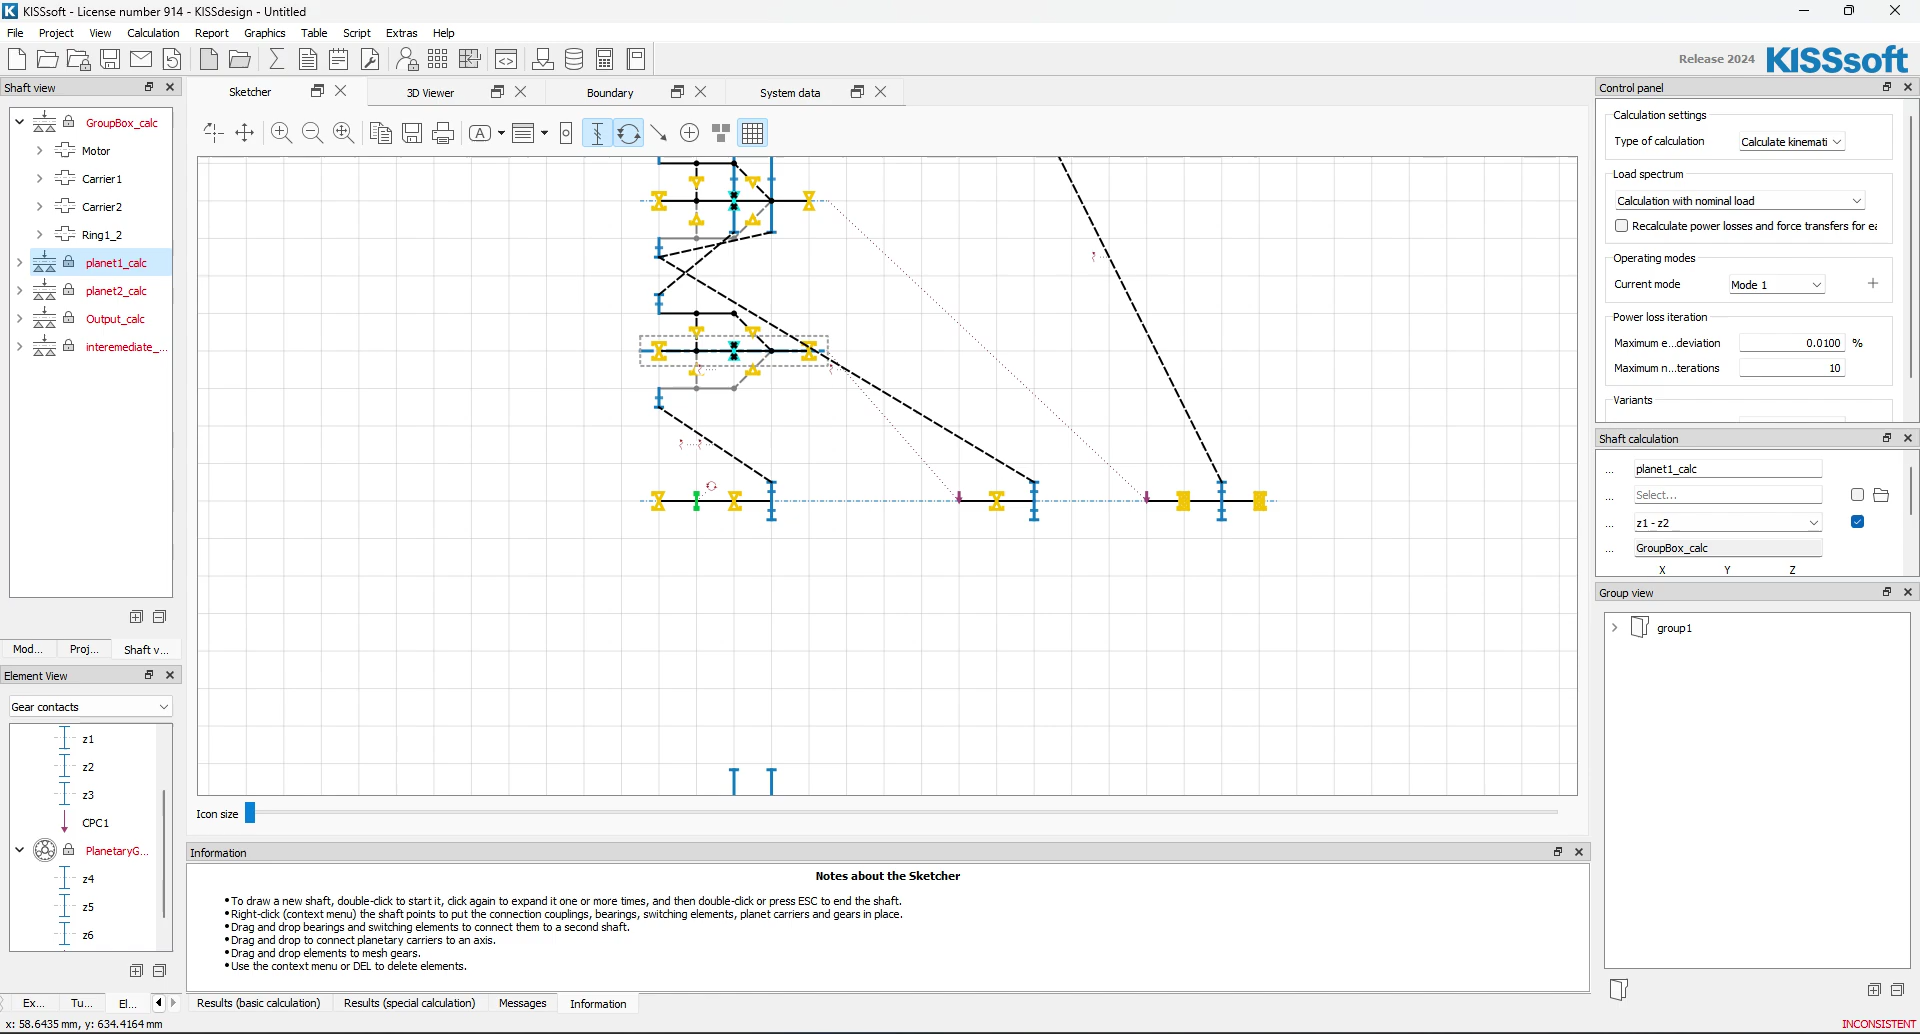 KISSsoft - License number 914 - KISSdesign - Untitled
File Project View Calculation Report Graphics Table Script Extras Help
Release 2024 KISSsoft
Shaft view
GroupBox_calc
Motor
Carrier1
Carrier2
Ring1_2
planet1_calc
planet2_calc
Output_calc
interemediate_...
Mod... Proj... Shaft v...
Element View
Gear contacts
z1
z2
z3
CPC1
PlanetaryG...
z4
z5
z6
Ex... Tu... El...
x: 58.6435 mm, y: 634.4164 mm
Sketcher 3D Viewer Boundary System data
A
Icon size
Information
Notes about the Sketcher
•To draw a new shaft, double-click to start it, click again to expand it one or more times, and then double-click or press ESC to end the shaft.
•Right-click (context menu) the shaft points to put the connection couplings, bearings, switching elements, planet carriers and gears in place.
•Drag and drop bearings and switching elements to connect them to a second shaft.
•Drag and drop to connect planetary carriers to an axis.
•Drag and drop elements to mesh gears.
•Use the context menu or DEL to delete elements.
Results (basic calculation) Results (special calculation) Messages Information
Control panel
Calculation settings
Type of calculation Calculate kinemati
Load spectrum
Calculation with nominal load
Recalculate power losses and force transfers for ea
Operating modes
Current mode Mode 1
Power loss iteration
Maximum e...deviation 0.0100 %
Maximum n...terations 10
Variants
Shaft calculation
... planet1_calc
... Select...
... z1 - z2
... GroupBox_calc
X Y Z
Group view
group1
INCONSISTENT